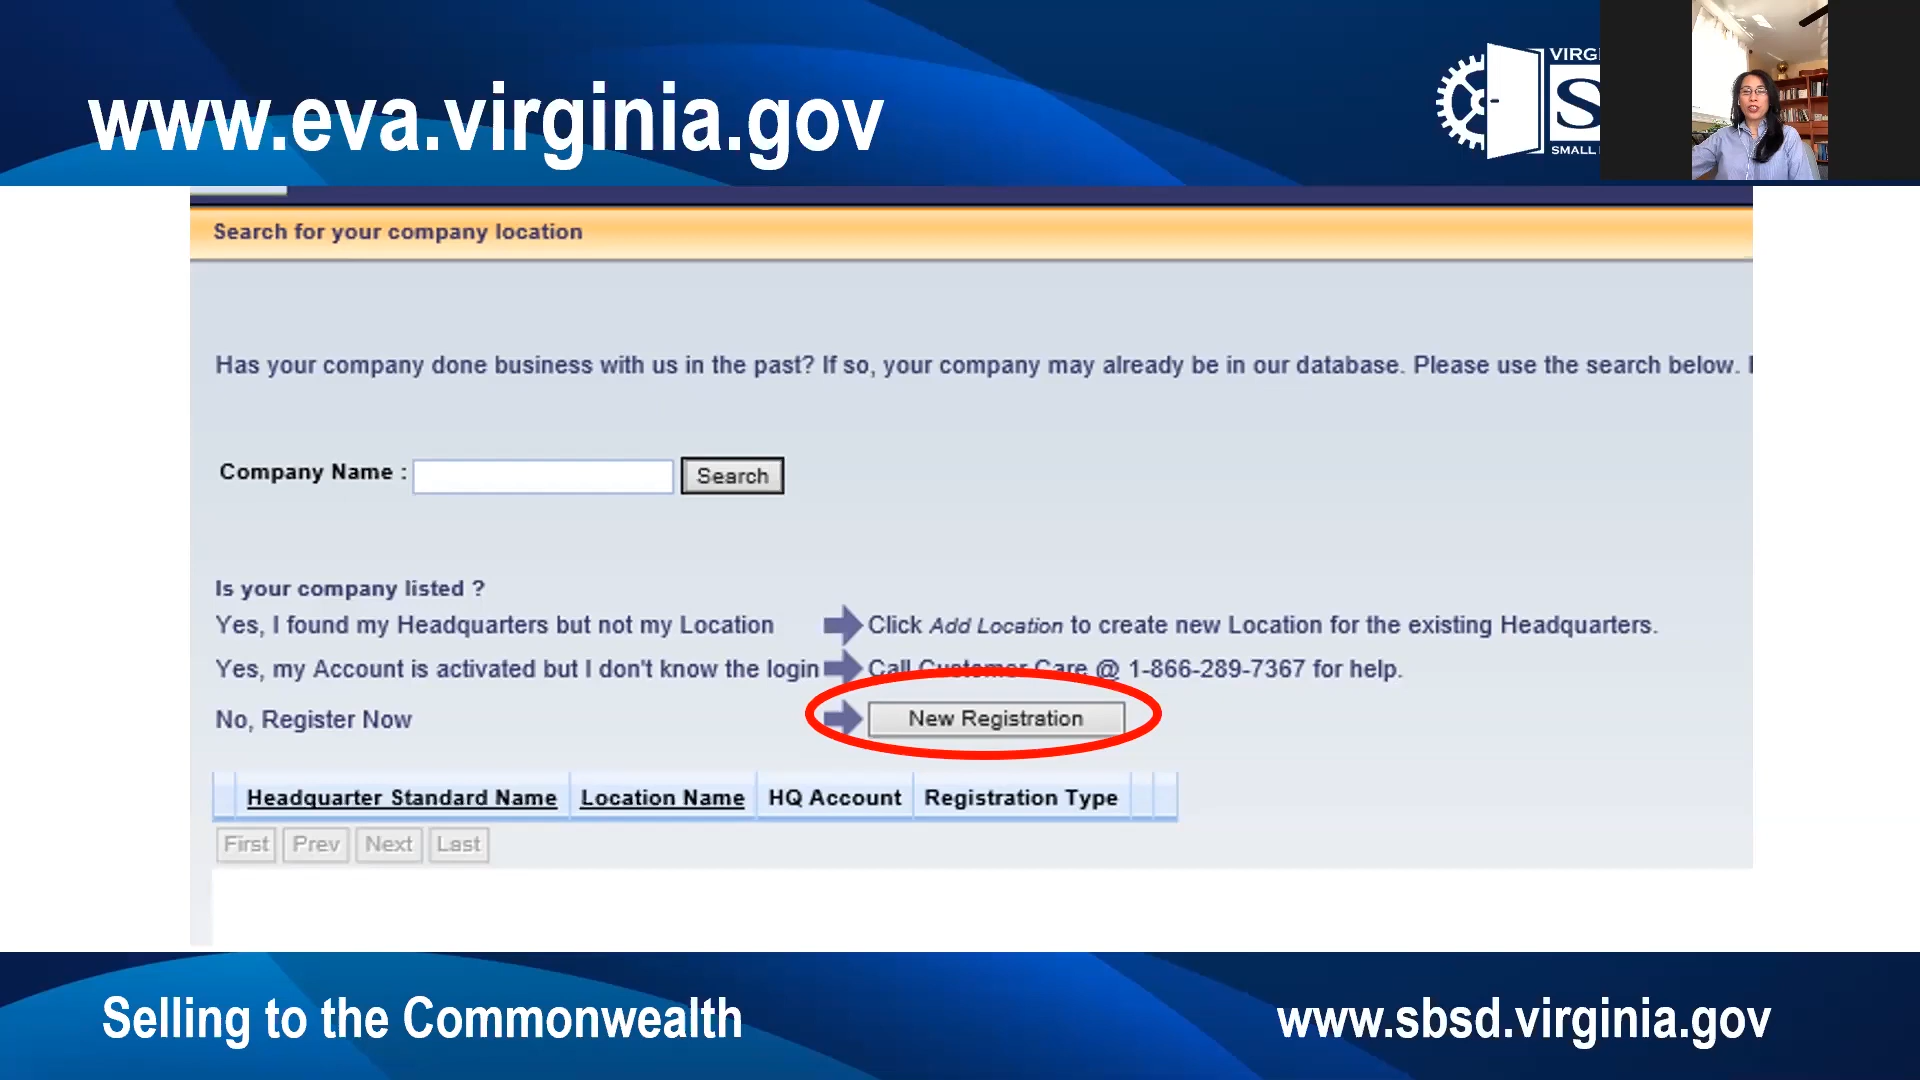 www.eva.virginia.gov
SMALL
Search for your company location
Has your company done business with us in the past? If so, your company may already be in our database. Please use the search below.
Company Name :
Search
Is your company listed ?
Yes, I found my Headquarters but not my Location Click Add Location to create new Location for the existing Headquarters.
Yes, my Account is activated but I don't know the login Call Customer Care @ 1-866-289-7367 for help.
No, Register Now New Registration
Headquarter Standard Name Location Name HQ Account Registration Type
First Prev Next Last
Selling to the Commonwealth
www.sbsd.virginia.gov